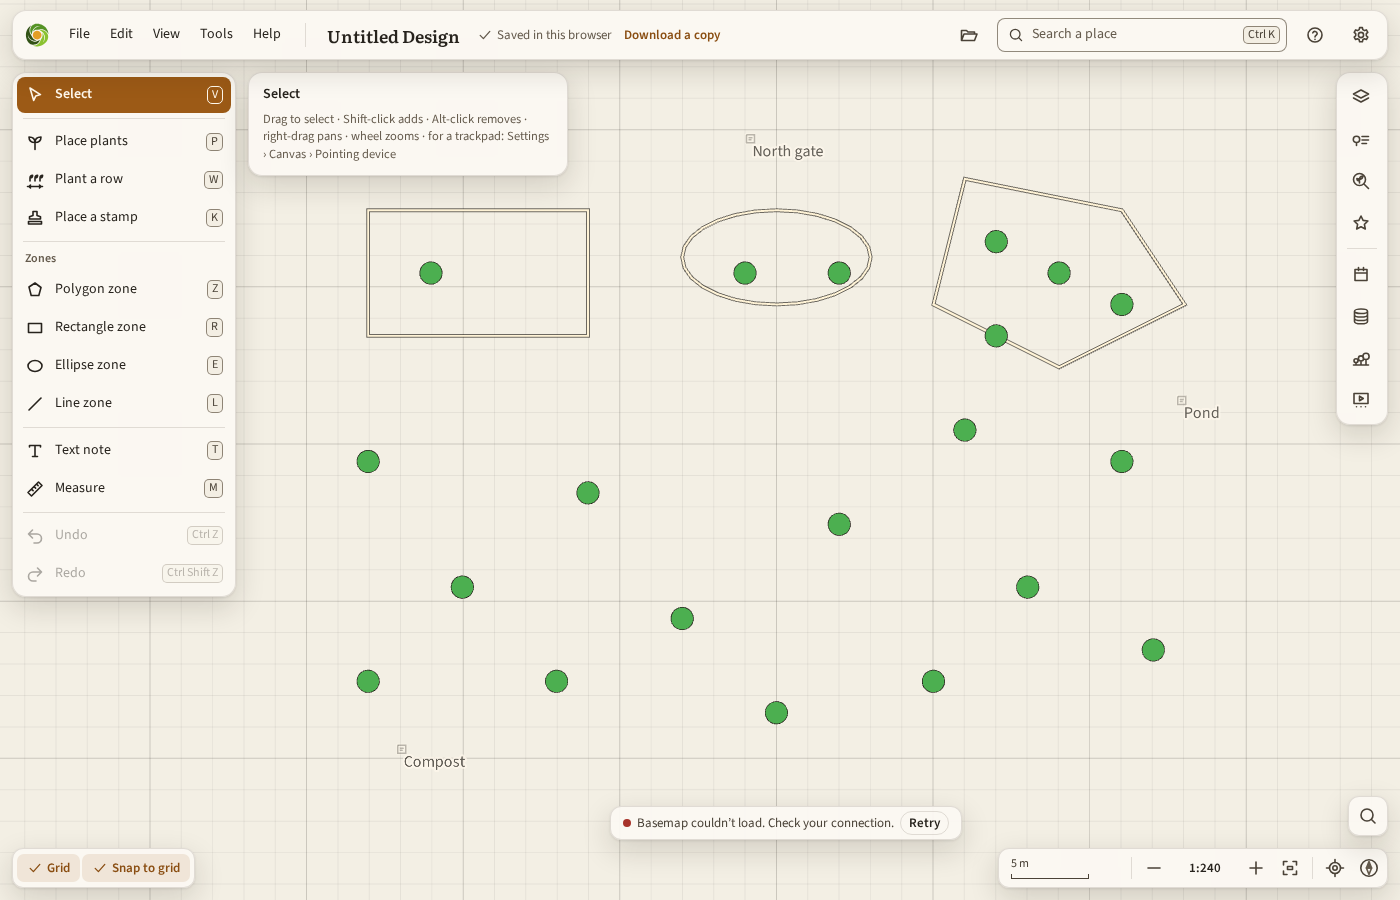 File Edit View Tools Help Untitled Design Saved in this browser Download a copy Search a place Ctrl K
Select V
Place plants P
Plant a row W
Place a stamp K
Zones
Polygon zone Z
Rectangle zone R
Ellipse zone E
Line zone L
Text note T
Measure M
Undo Ctrl Z
Redo Ctrl Shift Z
Select
Drag to select · Shift-click adds · Alt-click removes ·
right-drag pans · wheel zooms · for a trackpad: Settings
› Canvas › Pointing device
North gate
Pond
Compost
Basemap couldn’t load. Check your connection. Retry
Grid Snap to grid
5 m 1:240